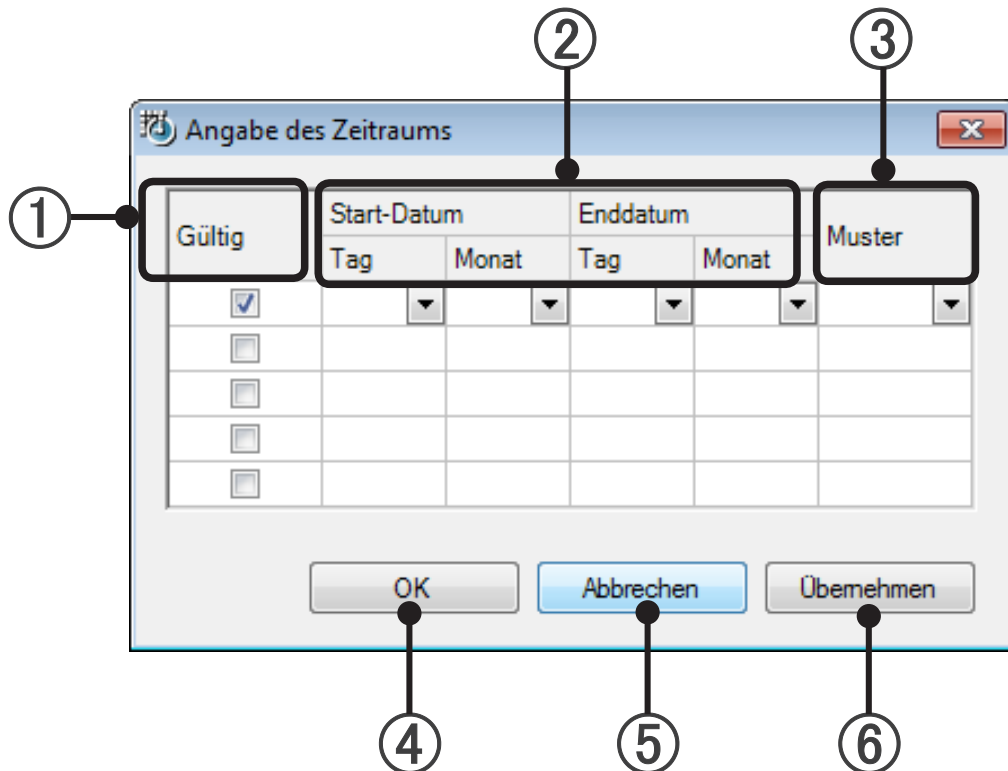 ② ③
Angabe des Zeitraums
①
Gültig Start-Datum Enddatum Muster
Tag Monat Tag Monat
OK Abbrechen Übernehmen
④ ⑤ ⑥